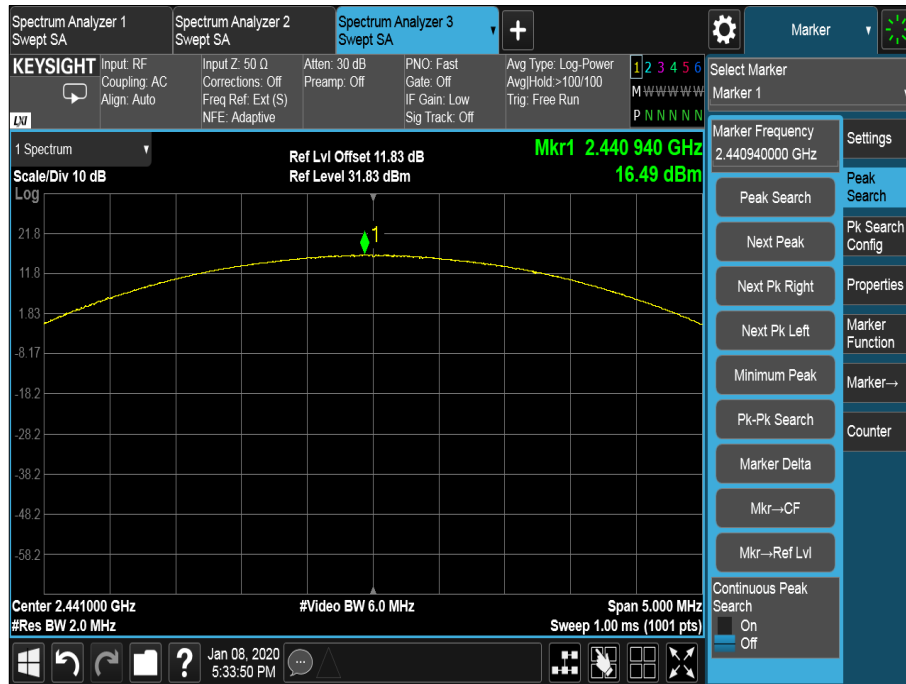 Spectrum Analyzer 1
Swept SA
Spectrum Analyzer 2
Swept SA
Spectrum Analyzer 3
Swept SA
Marker
KEYSIGHT
LXI
Input: RF
Coupling: AC
Align: Auto
Input Z: 50 Ω
Corrections: Off
Freq Ref: Ext (S)
NFE: Adaptive
Atten: 30 dB
Preamp: Off
PNO: Fast
Gate: Off
IF Gain: Low
Sig Track: Off
Avg Type: Log-Power
Avg|Hold:>100/100
Trig: Free Run
1 2 3 4 5 6
M W W W W W
P N N N N N
Select Marker
Marker 1
1 Spectrum
Scale/Div 10 dB
Log
Ref Lvl Offset 11.83 dB
Ref Level 31.83 dBm
Mkr1 2.440 940 GHz
16.49 dBm
1
21.8
11.8
1.83
-8.17
-18.2
-28.2
-38.2
-48.2
-58.2
Center 2.441000 GHz
#Res BW 2.0 MHz
#Video BW 6.0 MHz
Span 5.000 MHz
Sweep 1.00 ms (1001 pts)
Marker Frequency
2.440940000 GHz
Peak Search
Next Peak
Next Pk Right
Next Pk Left
Minimum Peak
Pk-Pk Search
Marker Delta
Mkr→CF
Mkr→Ref Lvl
Continuous Peak
Search
On
Off
Settings
Peak
Search
Pk Search
Config
Properties
Marker
Function
Marker→
Counter
?
Jan 08, 2020
5:33:50 PM